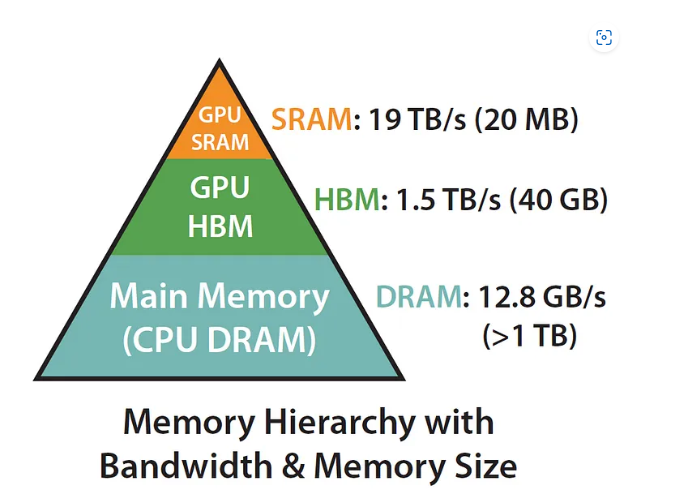 GPU
SRAM
SRAM: 19 TB/s (20 MB)
GPU
HBM
HBM: 1.5 TB/s (40 GB)
Main Memory
(CPU DRAM)
DRAM: 12.8 GB/s
(>1 TB)
Memory Hierarchy with
Bandwidth & Memory Size